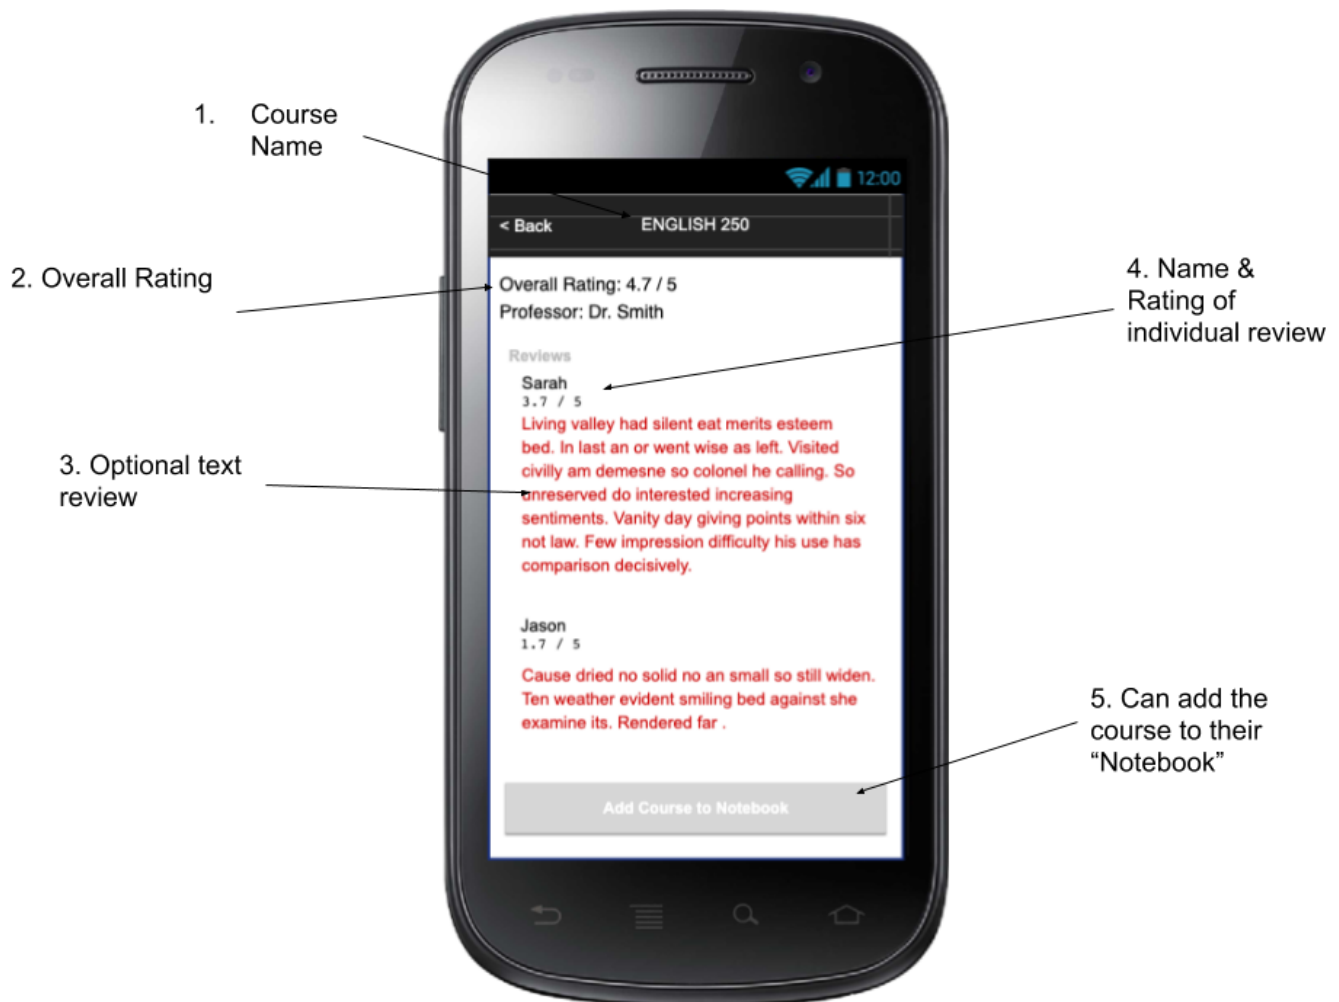 1. Course
Name
12:00
< Back
ENGLISH 250
2. Overall Rating
Overall Rating: 4.7 / 5
Professor: Dr. Smith
4. Name &
Rating of
individual review
Reviews
Sarah
3.7 / 5
Living valley had silent eat merits esteem
bed. In last an or went wise as left. Visited
civilly am demesne so colonel he calling. So
unreserved do interested increasing
sentiments. Vanity day giving points within six
not law. Few impression difficulty his use has
comparison decisively.
3. Optional text
review
Jason
1.7 / 5
Cause dried no solid no an small so still widen.
Ten weather evident smiling bed against she
examine its. Rendered far .
5. Can add the
course to their
“Notebook”
Add Course to Notebook